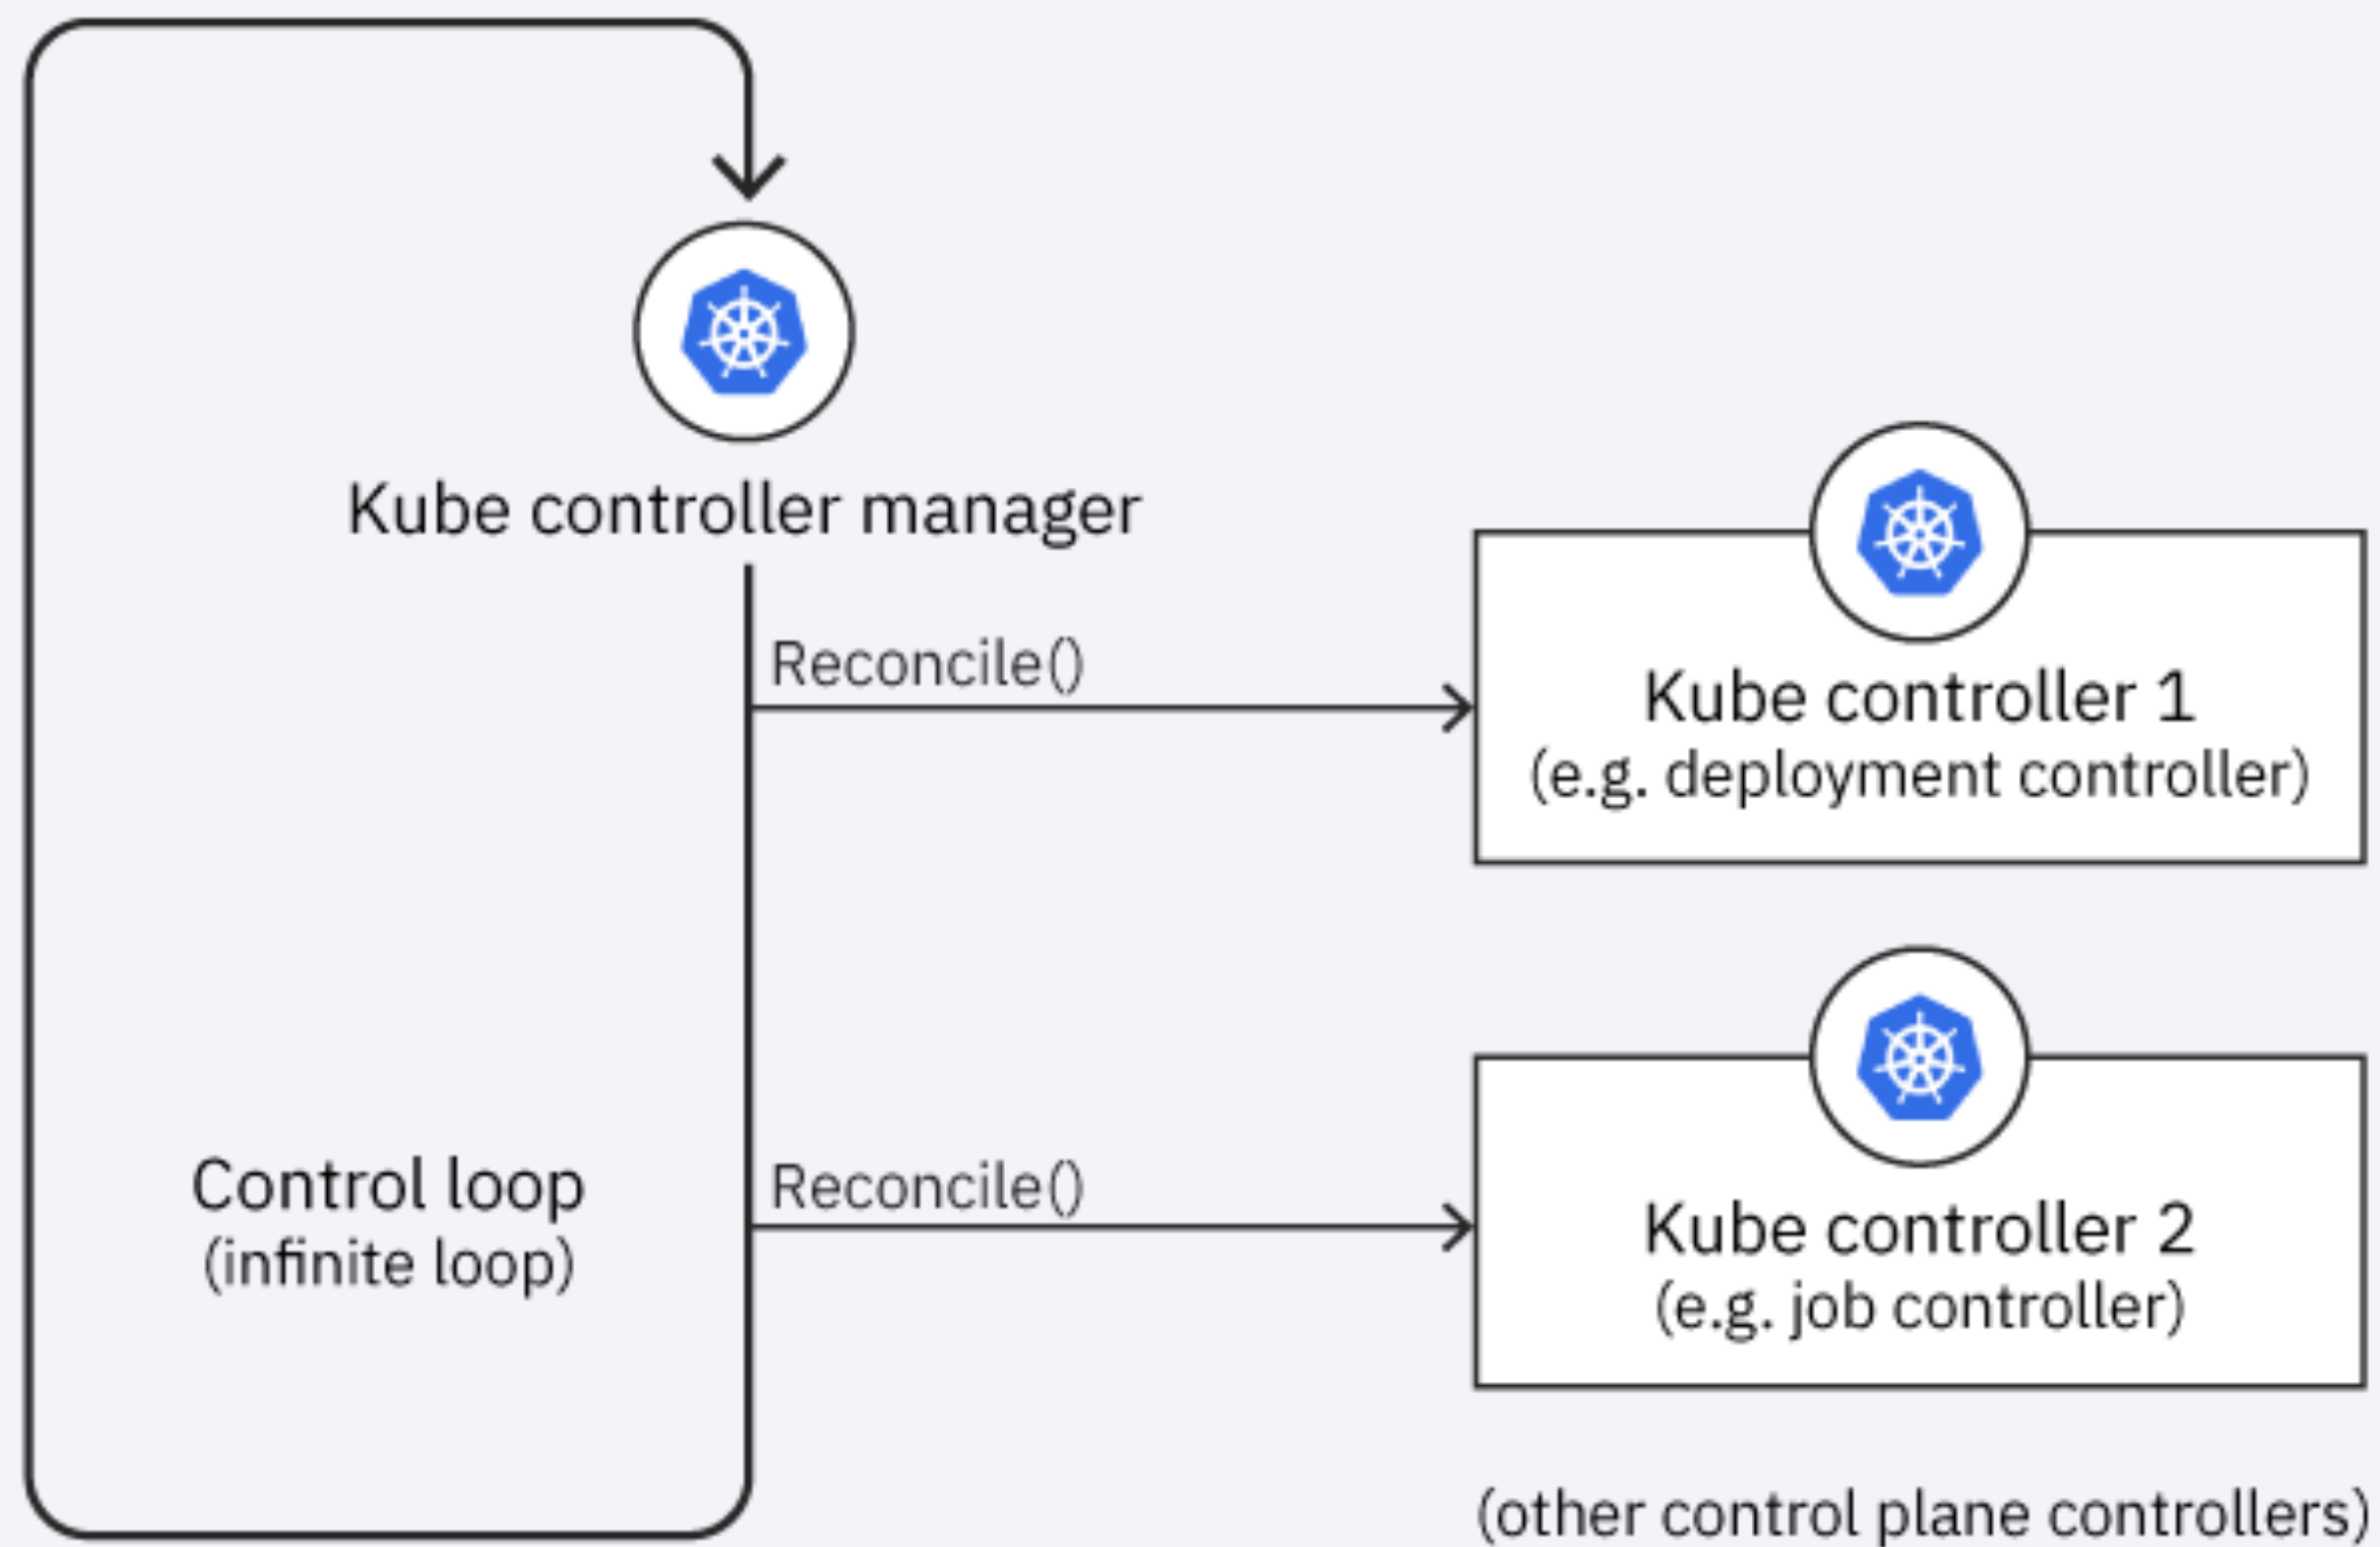 Kube controller manager
Reconcile()
Kube controller 1
(e.g. deployment controller)
Control loop
(infinite loop)
Reconcile()
Kube controller 2
(e.g. job controller)
(other control plane controllers)